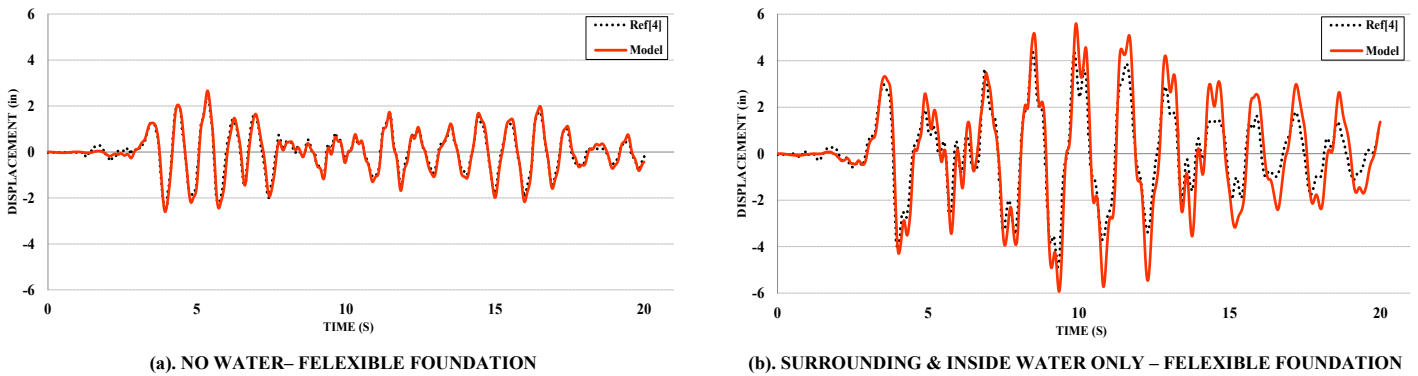 6
4
2
0
-2
-4
-6
DISPLACEMENT (in)
0
5
10
15
20
TIME (S)
Ref[4]
Model
(a). NO WATER– FELEXIBLE FOUNDATION
6
4
2
0
-2
-4
-6
DISPLACEMENT (in)
0
5
10
15
20
TIME (S)
Ref[4]
Model
(b). SURROUNDING & INSIDE WATER ONLY – FELEXIBLE FOUNDATION